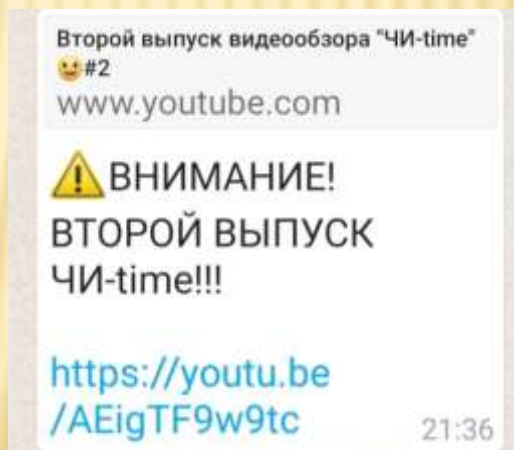 Второй выпуск видеообзора "ЧИ-time"
😃#2
www.youtube.com
⚠ВНИМАНИЕ!
ВТОРОЙ ВЫПУСК
ЧИ-time!!!
https://youtu.be
/AEigTF9w9tc
21:36